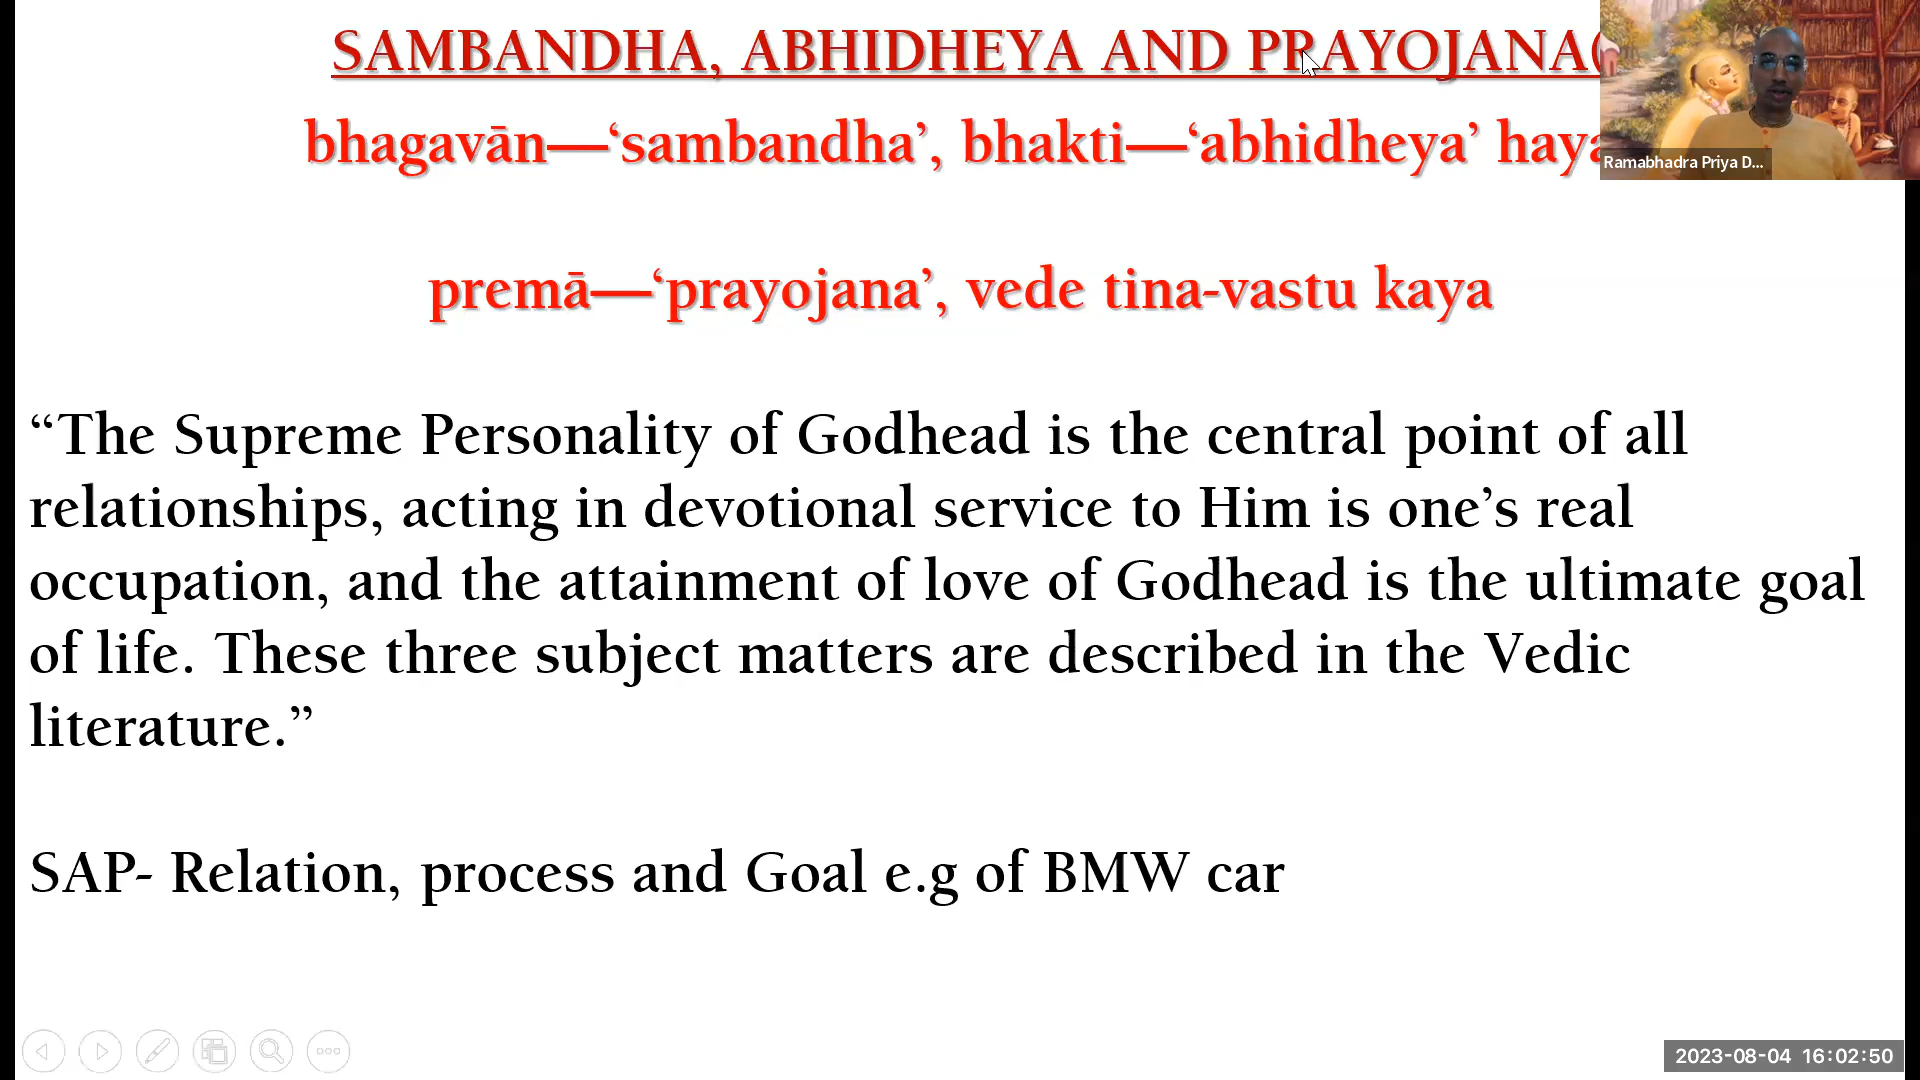 SAMBANDHA, ABHIDHEYA AND PRAYOJANA(
bhagavān—‘sambandha’, bhakti—‘abhidheya’ haya
premā—‘prayojana’, vede tina-vastu kaya
“The Supreme Personality of Godhead is the central point of all
relationships, acting in devotional service to Him is one’s real
occupation, and the attainment of love of Godhead is the ultimate goal
of life. These three subject matters are described in the Vedic
literature.”
SAP- Relation, process and Goal e.g of BMW car
Ramabhadra Priya D...
2023-08-04 16:02:50